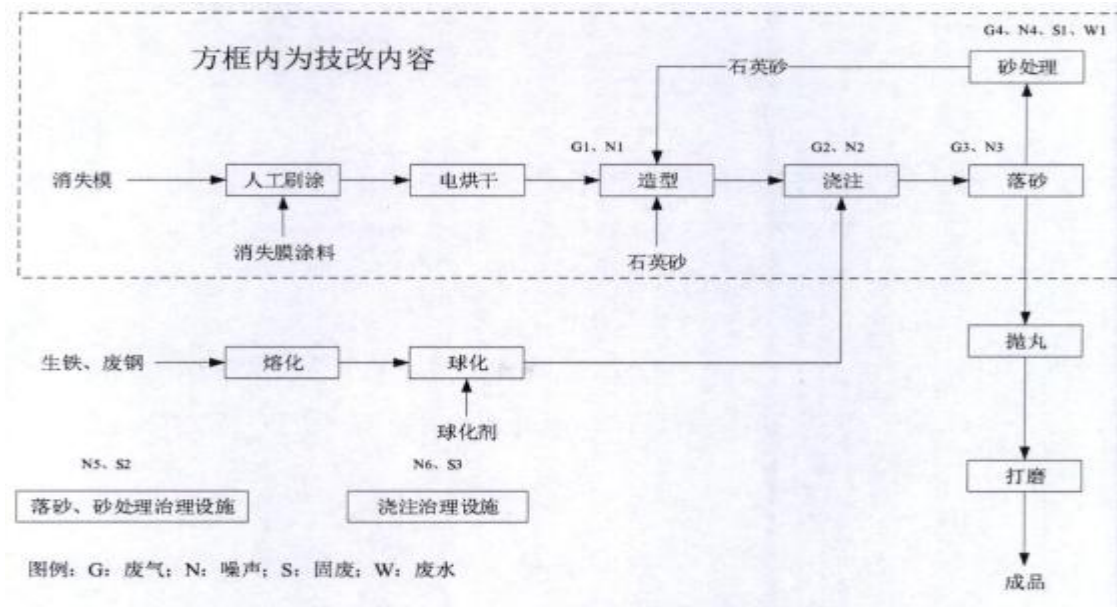 G4、N4、S1、W1
方框内为技改内容
石英砂
砂处理
G1、N1
G2、N2
G3、N3
消失模
人工刷涂
电烘干
造型
浇注
落砂
消失膜涂料
石英砂
生铁、废钢
熔化
球化
抛丸
球化剂
N5、S2
N6、S3
打磨
落砂、砂处理治理设施
浇注治理设施
图例：G：废气；N：噪声；S：固废；W：废水
成品